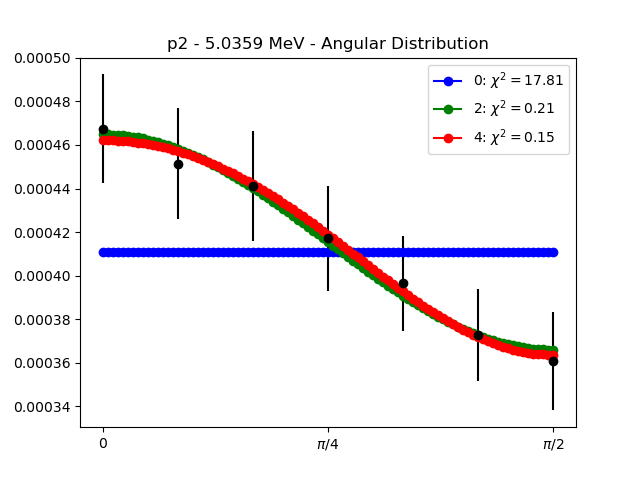 p2 - 5.0359 MeV - Angular Distribution
0.00050
0.00048
0.00046
0.00044
0.00042
0.00040
0.00038
0.00036
0.00034
0: χ² = 17.81
2: χ² = 0.21
4: χ² = 0.15
0
π/4
π/2